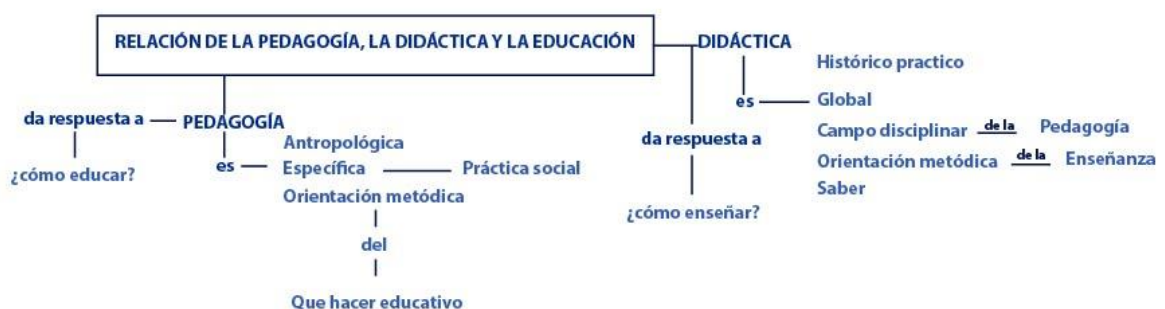 RELACIÓN DE LA PEDAGOGÍA, LA DIDÁCTICA Y LA EDUCACIÓN
da respuesta a
PEDAGOGÍA
¿cómo educar?
es
Antropológica
Específica
Práctica social
Orientación metódica
del
Que hacer educativo
DIDÁCTICA
da respuesta a
¿cómo enseñar?
es
Histórico practico
Global
Campo disciplinar de la Pedagogía
Orientación metódica de la Enseñanza
Saber